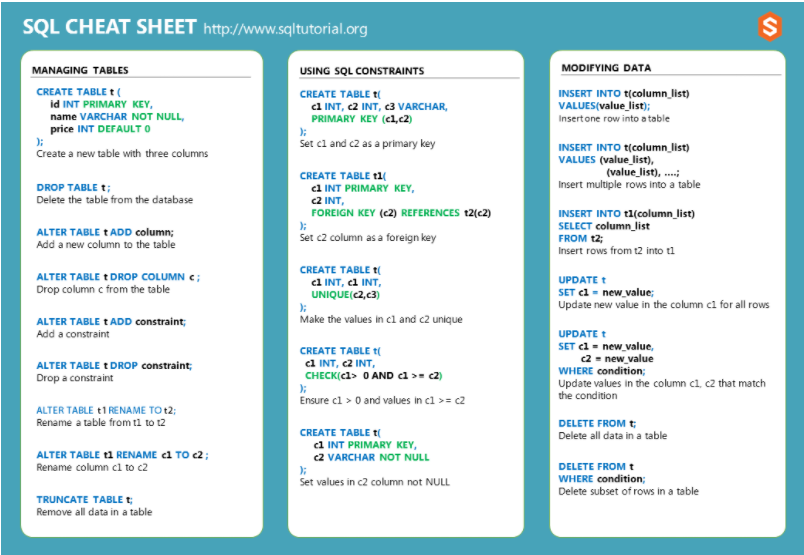 SQL CHEAT SHEET http://www.sqltutorial.org
S
MANAGING TABLES
CREATE TABLE t (
id INT PRIMARY KEY,
name VARCHAR NOT NULL,
price INT DEFAULT 0
);
Create a new table with three columns
DROP TABLE t ;
Delete the table from the database
ALTER TABLE t ADD column;
Add a new column to the table
ALTER TABLE t DROP COLUMN c ;
Drop column c from the table
ALTER TABLE t ADD constraint;
Add a constraint
ALTER TABLE t DROP constraint;
Drop a constraint
ALTER TABLE t1 RENAME TO t2;
Rename a table from t1 to t2
ALTER TABLE t1 RENAME c1 TO c2 ;
Rename column c1 to c2
TRUNCATE TABLE t;
Remove all data in a table
USING SQL CONSTRAINTS
CREATE TABLE t(
c1 INT, c2 INT, c3 VARCHAR,
PRIMARY KEY (c1,c2)
);
Set c1 and c2 as a primary key
CREATE TABLE t1(
c1 INT PRIMARY KEY,
c2 INT,
FOREIGN KEY (c2) REFERENCES t2(c2)
);
Set c2 column as a foreign key
CREATE TABLE t(
c1 INT, c1 INT,
UNIQUE(c2,c3)
);
Make the values in c1 and c2 unique
CREATE TABLE t(
c1 INT, c2 INT,
CHECK(c1> 0 AND c1 >= c2)
);
Ensure c1 > 0 and values in c1 >= c2
CREATE TABLE t(
c1 INT PRIMARY KEY,
c2 VARCHAR NOT NULL
);
Set values in c2 column not NULL
MODIFYING DATA
INSERT INTO t(column_list)
VALUES(value_list);
Insert one row into a table
INSERT INTO t(column_list)
VALUES (value_list),
(value_list), ....;
Insert multiple rows into a table
INSERT INTO t1(column_list)
SELECT column_list
FROM t2;
Insert rows from t2 into t1
UPDATE t
SET c1 = new_value;
Update new value in the column c1 for all rows
UPDATE t
SET c1 = new_value,
c2 = new_value
WHERE condition;
Update values in the column c1, c2 that match
the condition
DELETE FROM t;
Delete all data in a table
DELETE FROM t
WHERE condition;
Delete subset of rows in a table